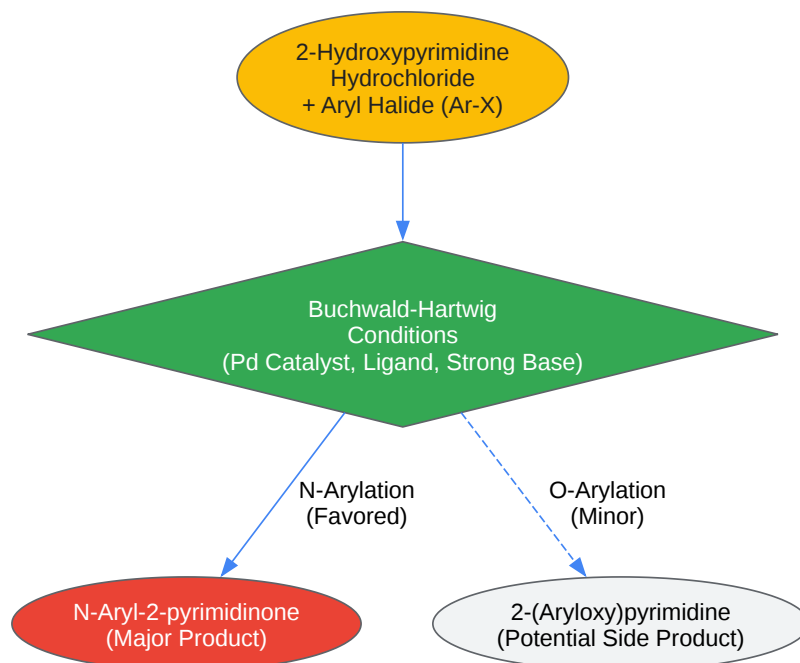 2-Hydroxypyrimidine
Hydrochloride
+ Aryl Halide (Ar-X)
Buchwald-Hartwig
Conditions
(Pd Catalyst, Ligand, Strong Base)
N-Arylation
(Favored)
O-Arylation
(Minor)
N-Aryl-2-pyrimidinone
(Major Product)
2-(Aryloxy)pyrimidine
(Potential Side Product)